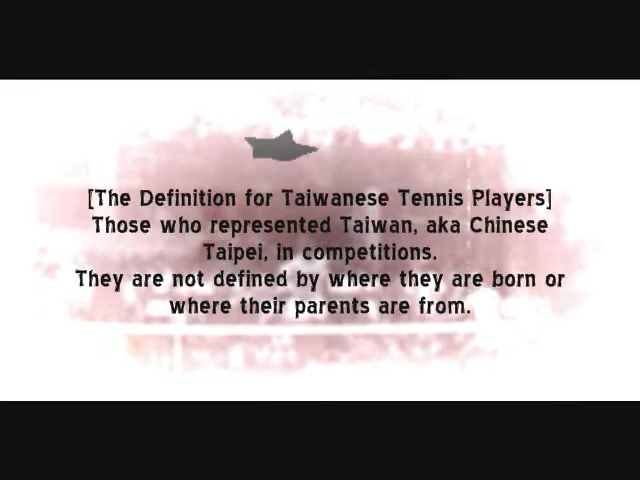 [The Definition for Taiwanese Tennis Players]
Those who represented Taiwan, aka Chinese
Taipei, in competitions.
They are not defined by where they are born or
where their parents are from.